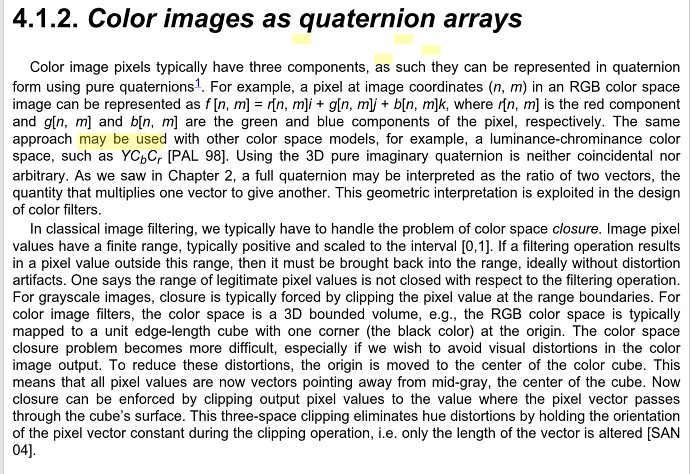 4.1.2. Color images as quaternion arrays
Color image pixels typically have three components, as such they can be represented in quaternion
form using pure quaternions1. For example, a pixel at image coordinates (n, m) in an RGB color space
image can be represented as f [n, m] = r[n, m]i + g[n, m]j + b[n, m]k, where r[n, m] is the red component
and g[n, m] and b[n, m] are the green and blue components of the pixel, respectively. The same
approach may be used with other color space models, for example, a luminance-chrominance color
space, such as YCbCr [PAL 98]. Using the 3D pure imaginary quaternion is neither coincidental nor
arbitrary. As we saw in Chapter 2, a full quaternion may be interpreted as the ratio of two vectors, the
quantity that multiplies one vector to give another. This geometric interpretation is exploited in the design
of color filters.
In classical image filtering, we typically have to handle the problem of color space closure. Image pixel
values have a finite range, typically positive and scaled to the interval [0,1]. If a filtering operation results
in a pixel value outside this range, then it must be brought back into the range, ideally without distortion
artifacts. One says the range of legitimate pixel values is not closed with respect to the filtering operation.
For grayscale images, closure is typically forced by clipping the pixel value at the range boundaries. For
color image filters, the color space is a 3D bounded volume, e.g., the RGB color space is typically
mapped to a unit edge-length cube with one corner (the black color) at the origin. The color space
closure problem becomes more difficult, especially if we wish to avoid visual distortions in the color
image output. To reduce these distortions, the origin is moved to the center of the color cube. This
means that all pixel values are now vectors pointing away from mid-gray, the center of the cube. Now
closure can be enforced by clipping output pixel values to the value where the pixel vector passes
through the cube's surface. This three-space clipping eliminates hue distortions by holding the orientation
of the pixel vector constant during the clipping operation, i.e. only the length of the vector is altered [SAN
04].